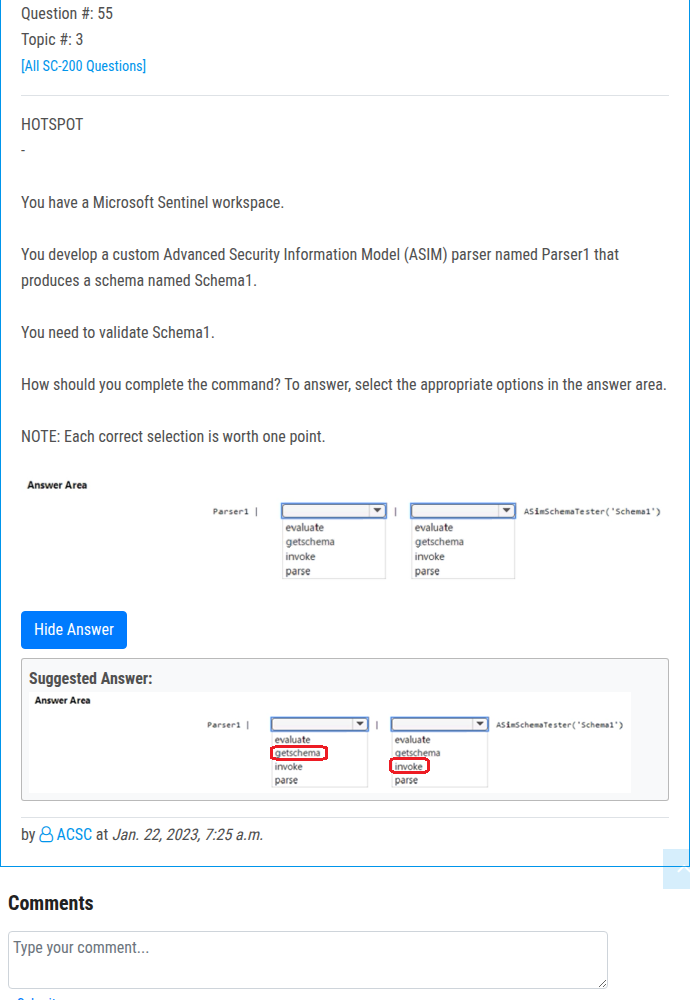 Question #: 55
Topic #: 3
[All SC-200 Questions]
HOTSPOT
-
You have a Microsoft Sentinel workspace.
You develop a custom Advanced Security Information Model (ASIM) parser named Parser1 that
produces a schema named Schema1.
You need to validate Schema1.
How should you complete the command? To answer, select the appropriate options in the answer area.
NOTE: Each correct selection is worth one point.
Answer Area
Parser1 | | ASimSchemaTester('Schema1')
evaluate evaluate
getschema getschema
invoke invoke
parse parse
Hide Answer
Suggested Answer:
Answer Area
Parser1 | | ASimSchemaTester('Schema1')
evaluate evaluate
getschema getschema
invoke invoke
parse parse
by ACSC at Jan. 22, 2023, 7:25 a.m.
Comments
Type your comment...